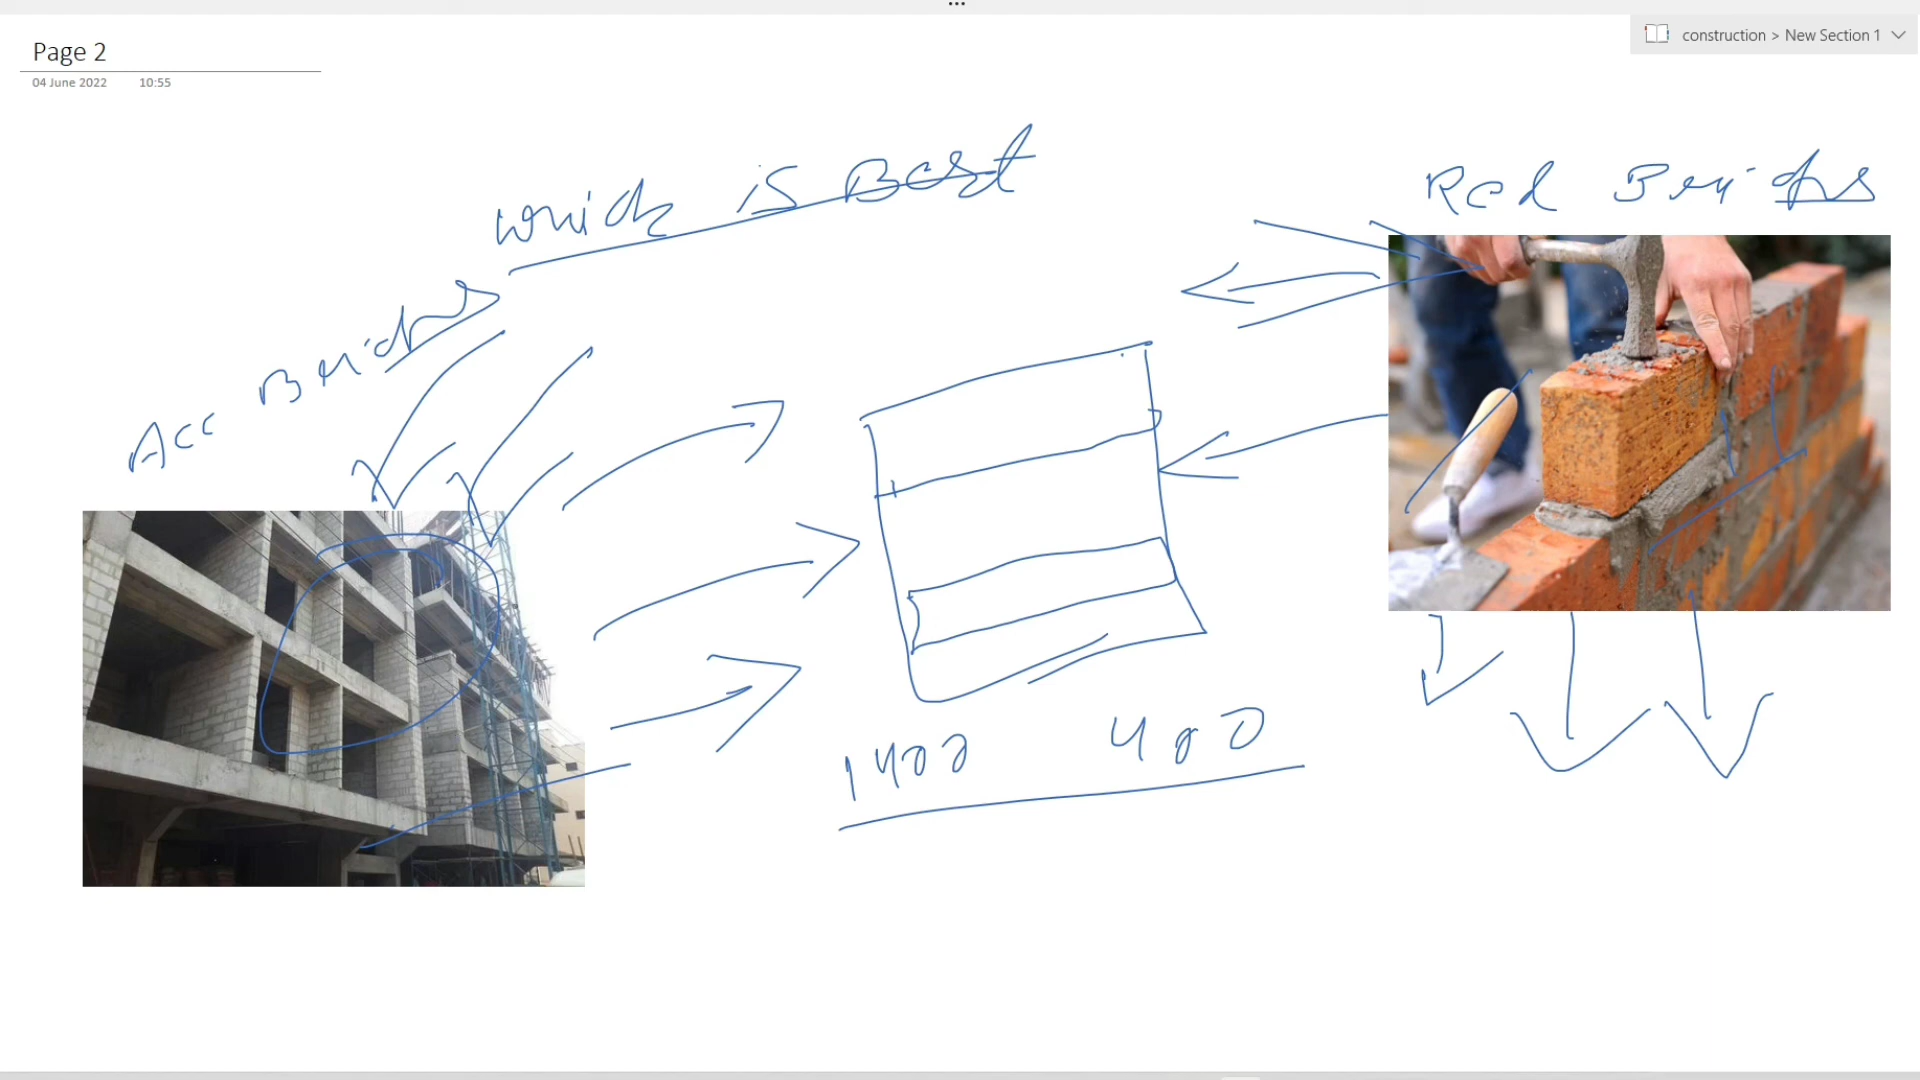 ...
construction > New Section 1
Page 2
04 June 2022 10:55
which is Best
Red Bricks
Acc Bricks
1400 400